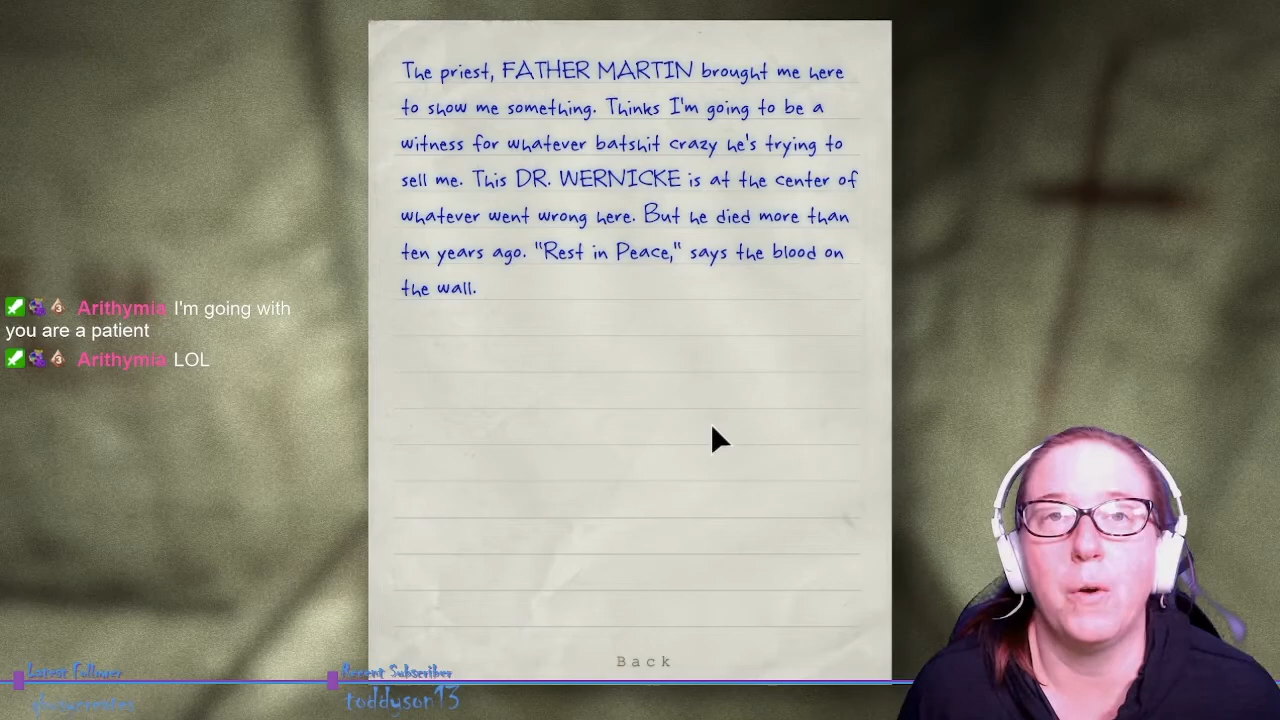 The priest, FATHER MARTIN brought me here
to show me something. Thinks I'm going to be a
witness for whatever batshit crazy he's trying to
sell me. This DR. WERNICKE is at the center of
whatever went wrong here. But he died more than
ten years ago. "Rest in Peace," says the blood on
the wall.
Arithymia I'm going with
you are a patient
Arithymia LOL
Back
Latest Follower
Recent Subscriber
toddyson13